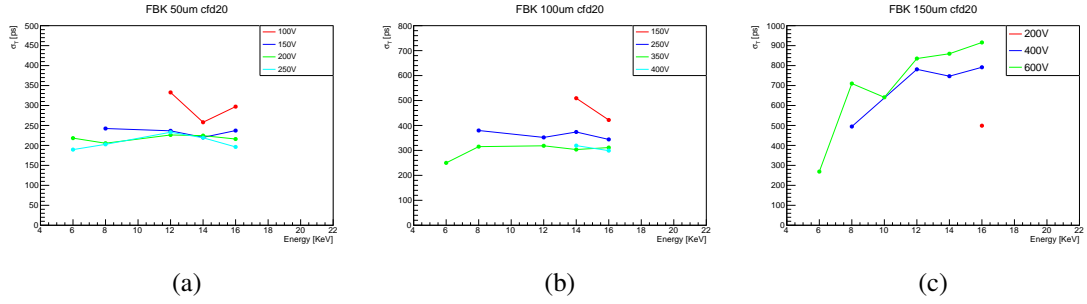 FBK 50um cfd20
σT [ps]
500
450
400
350
300
250
200
150
100
50
0
100V
150V
200V
250V
4 6 8 10 12 14 16 18 20 22
Energy [KeV]
(a)
FBK 100um cfd20
σT [ps]
800
700
600
500
400
300
200
100
0
150V
250V
350V
400V
4 6 8 10 12 14 16 18 20 22
Energy [KeV]
(b)
FBK 150um cfd20
σT [ps]
1000
900
800
700
600
500
400
300
200
100
0
200V
400V
600V
4 6 8 10 12 14 16 18 20 22
Energy [KeV]
(c)